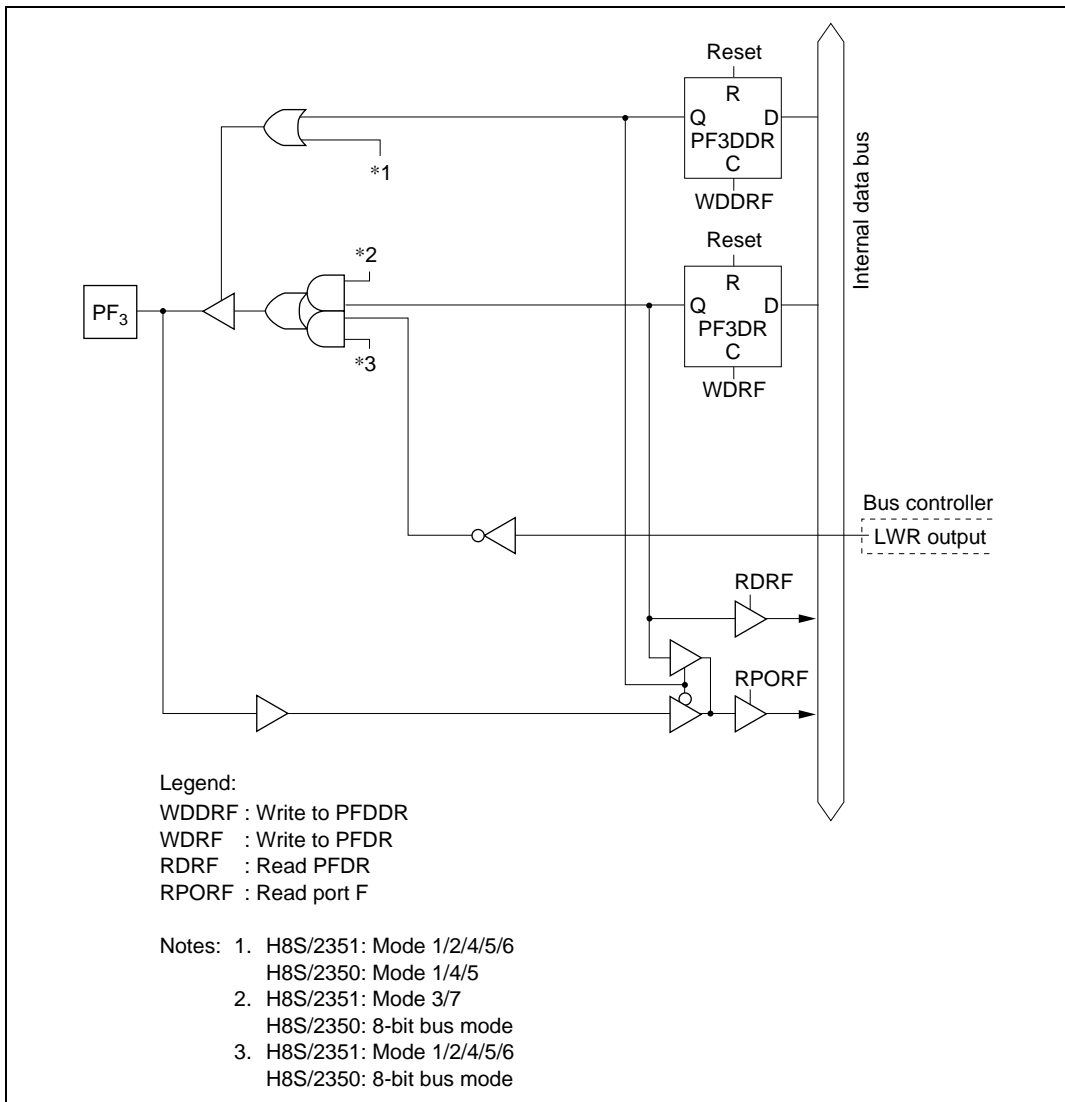 Reset
R
Q D
PF3DDR
C
WDDRF
*1
Internal data bus
Reset
R
Q D
PF3DR
C
WDRF
*2
PF3
*3
Bus controller
LWR output
RDRF
RPORF
Legend:
WDDRF : Write to PFDDR
WDRF : Write to PFDR
RDRF : Read PFDR
RPORF : Read port F
Notes: 1. H8S/2351: Mode 1/2/4/5/6
H8S/2350: Mode 1/4/5
2. H8S/2351: Mode 3/7
H8S/2350: 8-bit bus mode
3. H8S/2351: Mode 1/2/4/5/6
H8S/2350: 8-bit bus mode